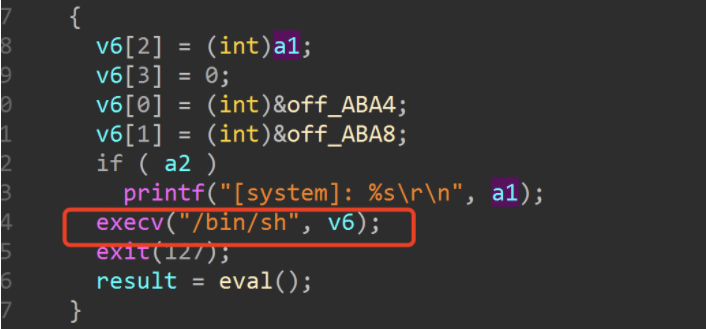 7 {
8 v6[2] = (int)a1;
9 v6[3] = 0;
0 v6[0] = (int)&off_ABA4;
1 v6[1] = (int)&off_ABA8;
2 if ( a2 )
3 printf("[system]: %s\r\n", a1);
4 execv("/bin/sh", v6);
5 exit(127);
6 result = eval();
7 }